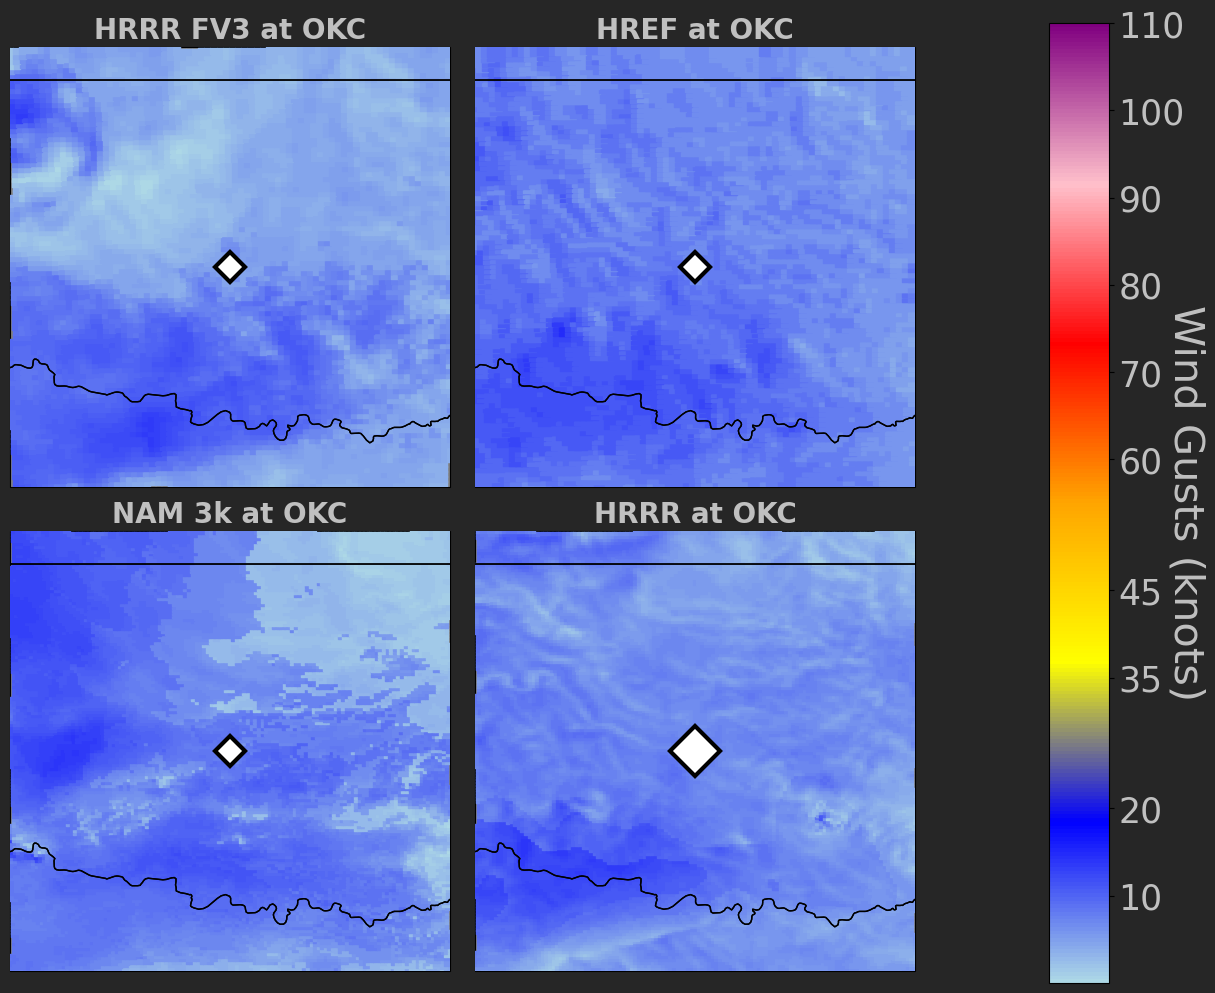 HRRR FV3 at OKC
HREF at OKC
NAM 3k at OKC
HRRR at OKC
110
100
90
80
70
60
45
35
20
10
Wind Gusts (knots)